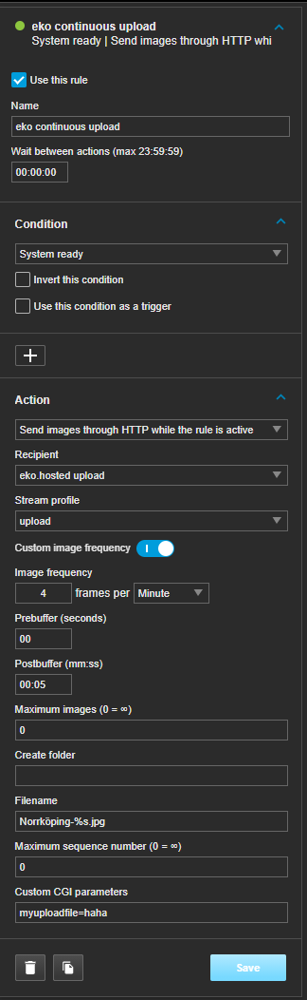 eko continuous upload
System ready | Send images through HTTP whi
Use this rule
Name
eko continuous upload
Wait between actions (max 23:59:59)
00:00:00
Condition
System ready
Invert this condition
Use this condition as a trigger
Action
Send images through HTTP while the rule is active
Recipient
eko.hosted upload
Stream profile
upload
Custom image frequency
Image frequency
4 frames per Minute
Prebuffer (seconds)
00
Postbuffer (mm:ss)
00:05
Maximum images (0 = ∞)
0
Create folder
Filename
Norrköping-%s.jpg
Maximum sequence number (0 = ∞)
0
Custom CGI parameters
myuploadfile=haha
Save